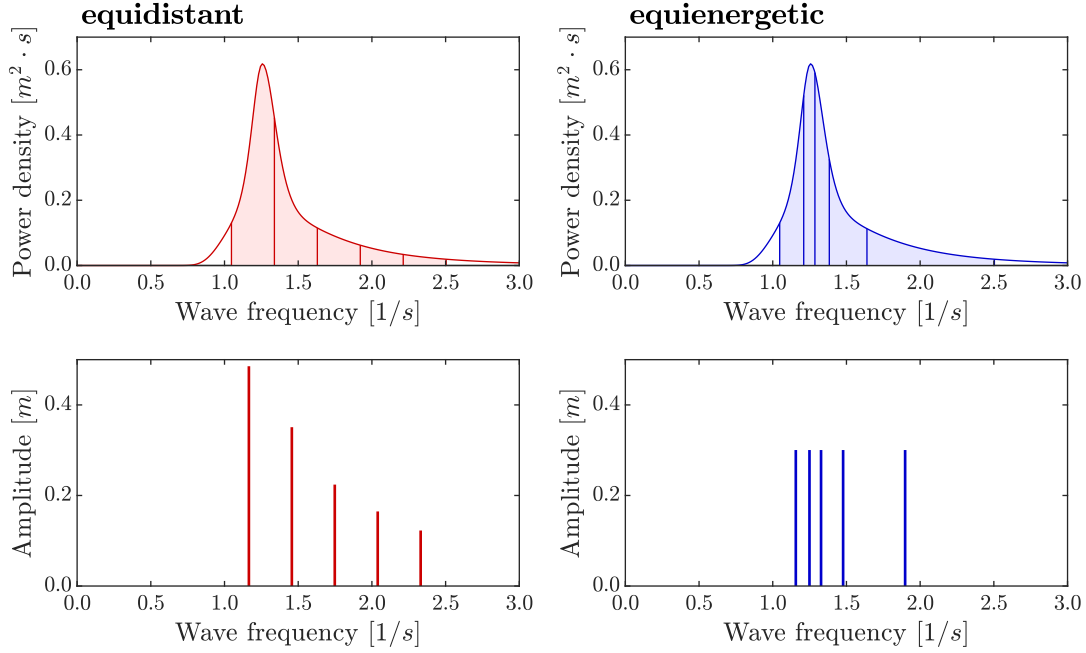 equidistant
equienergetic
Power density [m² · s]
0.6
0.4
0.2
0.0
0.0 0.5 1.0 1.5 2.0 2.5 3.0
Wave frequency [1/s]
Power density [m² · s]
0.6
0.4
0.2
0.0
0.0 0.5 1.0 1.5 2.0 2.5 3.0
Wave frequency [1/s]
Amplitude [m]
0.4
0.2
0.0
0.0 0.5 1.0 1.5 2.0 2.5 3.0
Wave frequency [1/s]
Amplitude [m]
0.4
0.2
0.0
0.0 0.5 1.0 1.5 2.0 2.5 3.0
Wave frequency [1/s]